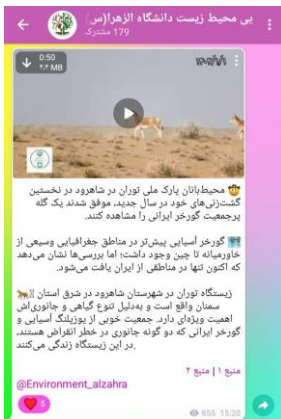 بی محیط زیست دانشگاه الزهرا(س)
179 مشترک
0:50
۲٫۲ MB
محیط‌بانان پارک ملی توران در شاهرود در نخستین
گشت‌زنی‌های خود در سال جدید، موفق شدند یک گله
پرجمعیت گورخر ایرانی را مشاهده کنند.
گورخر آسیایی پیش‌تر در مناطق جغرافیایی وسیعی از
خاورمیانه تا چین وجود داشت؛ اما بررسی‌ها نشان می‌دهد
که اکنون تنها در مناطقی از ایران یافت می‌شود.
زیستگاه توران در شهرستان شاهرود در شرق استان
سمنان واقع است و به‌دلیل تنوع گیاهی و جانوری‌اش
اهمیت ویژه‌ای دارد. جمعیت خوبی از یوزپلنگ آسیایی و
گورخر ایرانی که دو گونه جانوری در خطر انقراض هستند،
در این زیستگاه زندگی می‌کنند.
منبع ۱ | منبع ۲
@Environment_alzahra
5
855 15:20